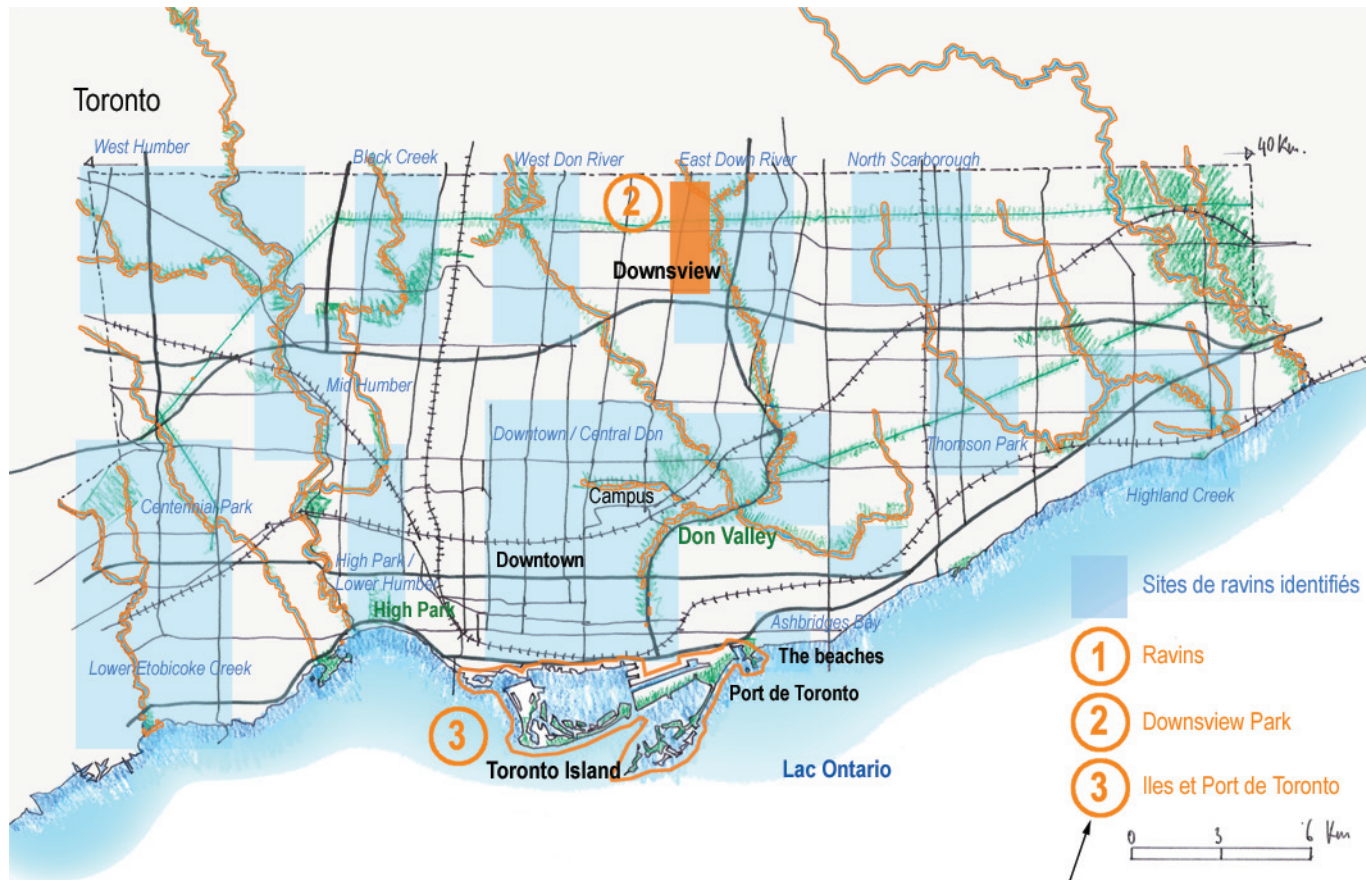 Toronto
West Humber
Black Creek
West Don River
East Down River
North Scarborough
40 Km.
2
Downsview
Mid Humber
Downtown / Central Don
Thomson Park
Campus
Centennial Park
Highland Creek
Don Valley
Downtown
High Park /
Lower Humber
High Park
Ashbridges Bay
The beaches
Lower Etobicoke Creek
Port de Toronto
3
Toronto Island
Lac Ontario
Sites de ravins identifiés
1
Ravins
2
Downsview Park
3
Iles et Port de Toronto
0 3 6 Km